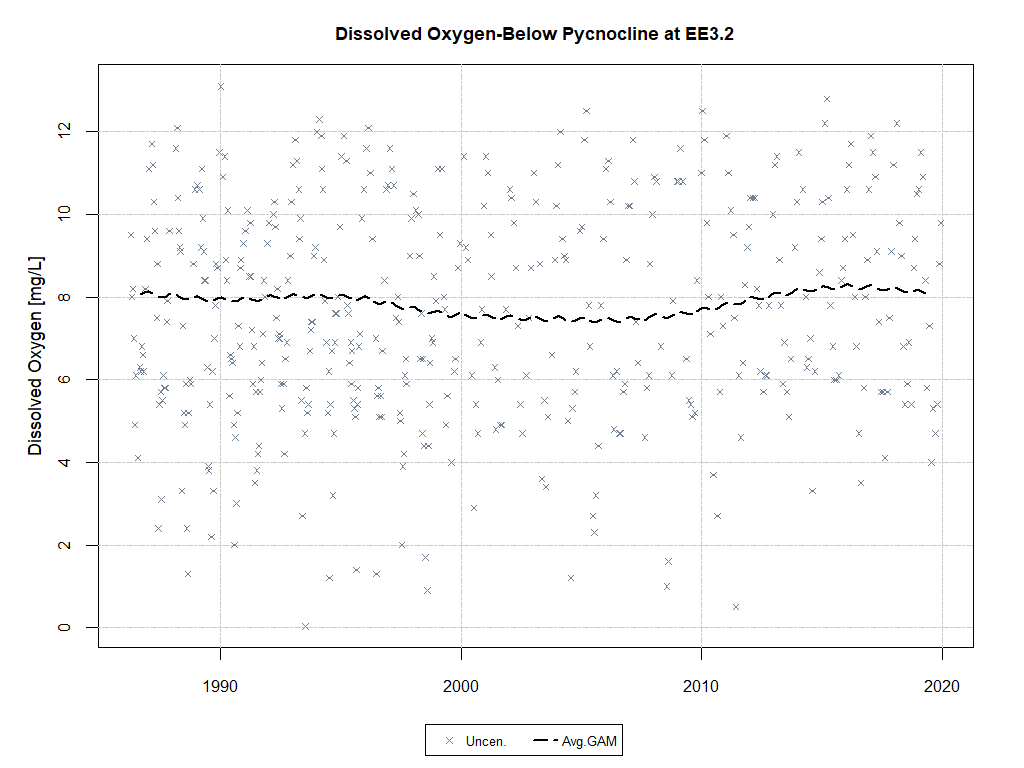 Dissolved Oxygen-Below Pycnocline at EE3.2
Dissolved Oxygen [mg/L]
12
10
8
6
4
2
0
1990 2000 2010 2020
Uncen. Avg.GAM